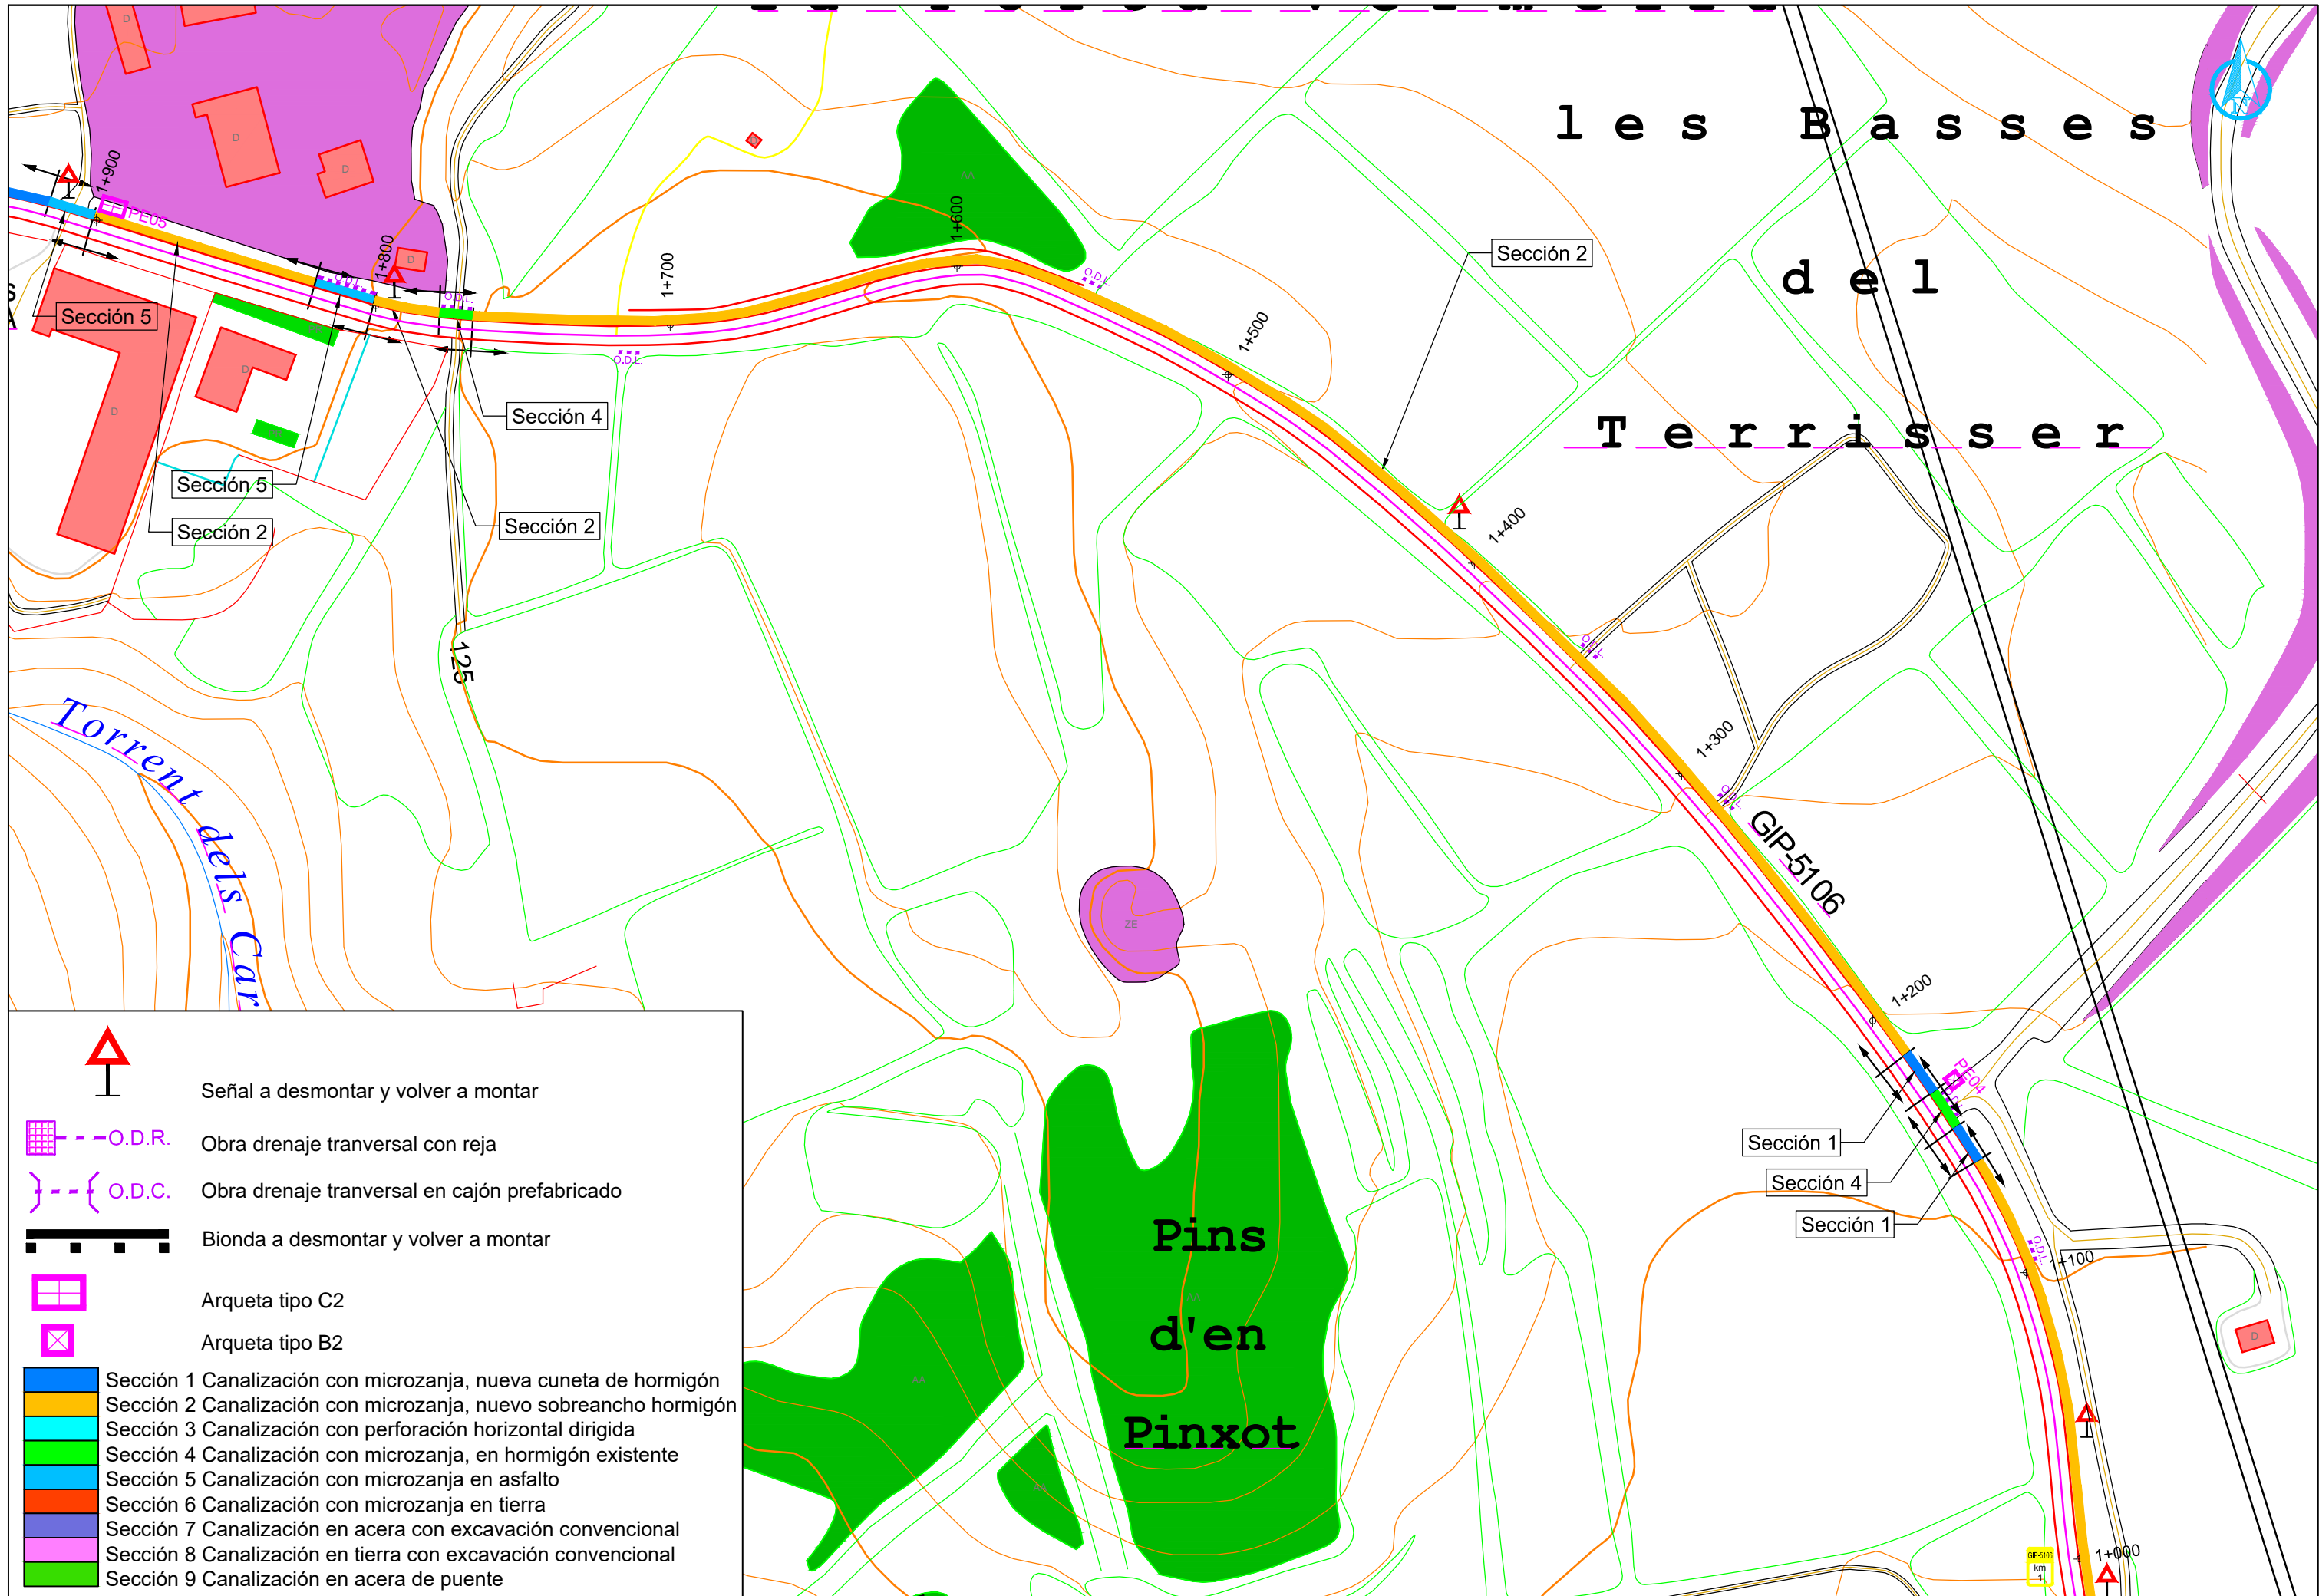 les Basses
del
Terrisser
1+900
PE05
1+800
O.D.L.
O.D.L.
1+700
1+600
O.D.L.
O.D.L.
1+500
Sección 2
Sección 5
Sección 4
Sección 5
Sección 2
Sección 2
1+400
O.D.L.
125
1+300
O.D.L.
GIP-5106
Torrent dels Car
ZE
1+200
PE04
O.D.L.
Sección 1
Sección 4
Sección 1
O.D.L.
1+100
Pins
d'en
Pinxot
AA
D
GIP-5106
km
1
1+000
Señal a desmontar y volver a montar
O.D.R. Obra drenaje tranversal con reja
O.D.C. Obra drenaje tranversal en cajón prefabricado
Bionda a desmontar y volver a montar
Arqueta tipo C2
Arqueta tipo B2
Sección 1 Canalización con microzanja, nueva cuneta de hormigón
Sección 2 Canalización con microzanja, nuevo sobreancho hormigón
Sección 3 Canalización con perforación horizontal dirigida
Sección 4 Canalización con microzanja, en hormigón existente
Sección 5 Canalización con microzanja en asfalto
Sección 6 Canalización con microzanja en tierra
Sección 7 Canalización en acera con excavación convencional
Sección 8 Canalización en tierra con excavación convencional
Sección 9 Canalización en acera de puente